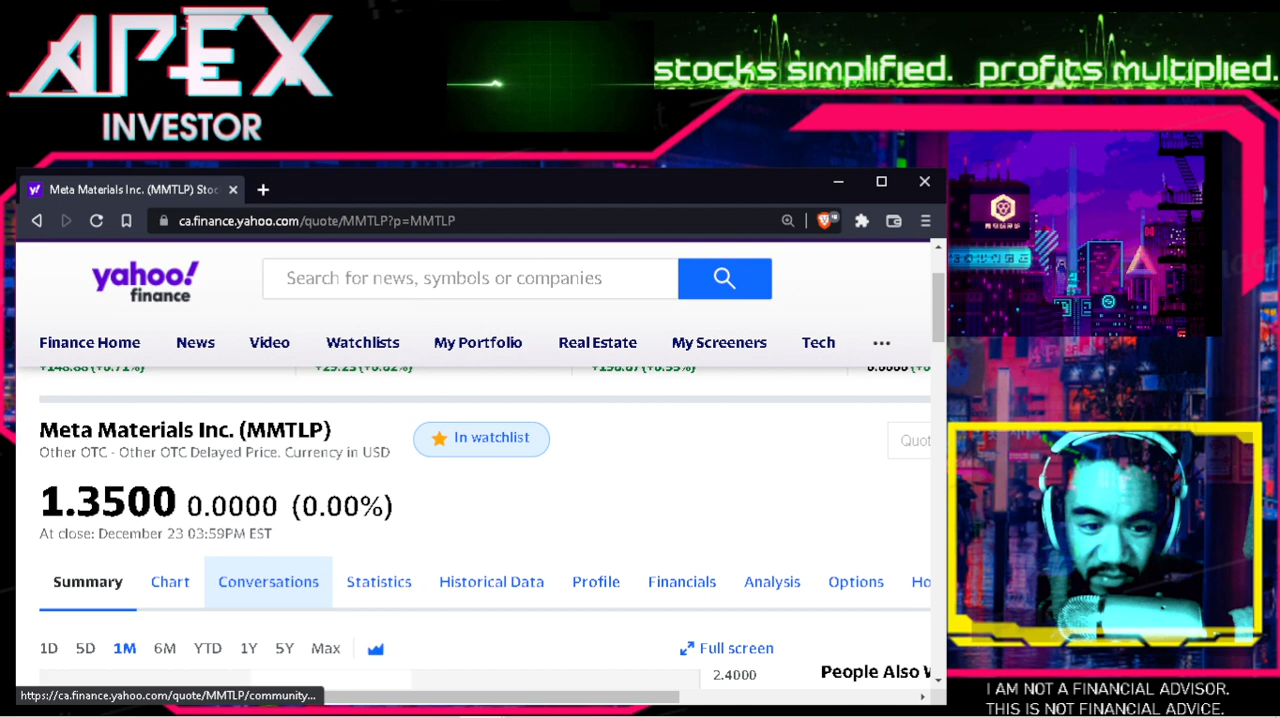 APEX
INVESTOR
stocks simplified. profits multiplied.
Meta Materials Inc. (MMTLP) Stoc
ca.finance.yahoo.com/quote/MMTLP?p=MMTLP
yahoo!
finance
Search for news, symbols or companies
Finance Home News Video Watchlists My Portfolio Real Estate My Screeners Tech
Meta Materials Inc. (MMTLP)
In watchlist
Other OTC - Other OTC Delayed Price. Currency in USD
Quot
1.3500 0.0000 (0.00%)
At close: December 23 03:59PM EST
Summary Chart Conversations Statistics Historical Data Profile Financials Analysis Options Ho
1D 5D 1M 6M YTD 1Y 5Y Max Full screen
2.4000
People Also W
https://ca.finance.yahoo.com/quote/MMTLP/community...
I AM NOT A FINANCIAL ADVISOR.
THIS IS NOT FINANCIAL ADVICE.